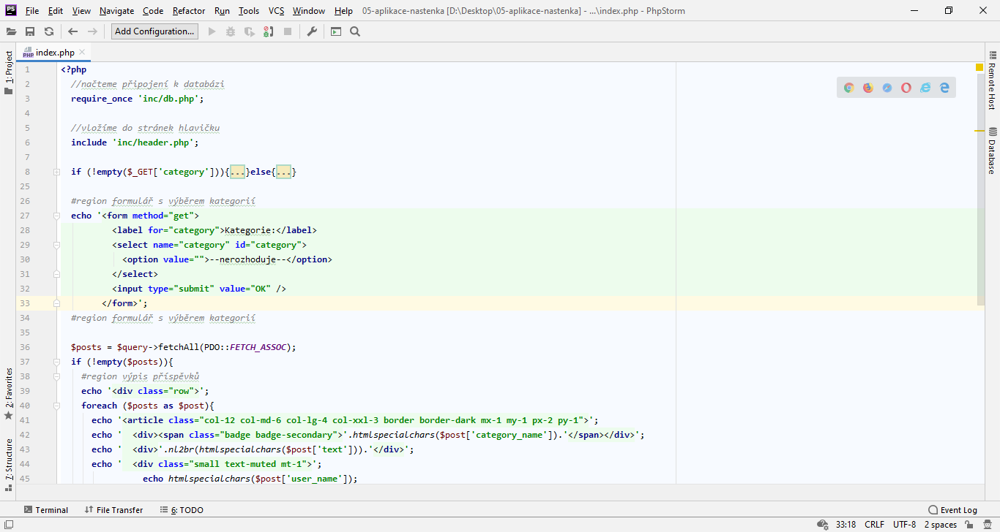 PS File Edit View Navigate Code Refactor Run Tools VCS Window Help 05-aplikace-nastenka [D:\Desktop\05-aplikace-nastenka] - ...\index.php - PhpStorm
Add Configuration...
1: Project
2: Favorites
7: Structure
PHP index.php
1 <?php
2 //načteme připojení k databázi
3 require_once 'inc/db.php';
4
5 //vložíme do stránek hlavičku
6 include 'inc/header.php';
7
8 if (!empty($_GET['category'])){...}else{...}
25
26 #region formulář s výběrem kategorií
27 echo '<form method="get">
28 <label for="category">Kategorie:</label>
29 <select name="category" id="category">
30 <option value="">--nerozhoduje--</option>
31 </select>
32 <input type="submit" value="OK" />
33 </form>';
34 #region formulář s výběrem kategorií
35
36 $posts = $query->fetchAll(PDO::FETCH_ASSOC);
37 if (!empty($posts)){
38 #region výpis příspěvků
39 echo '<div class="row">';
40 foreach ($posts as $post){
41 echo '<article class="col-12 col-md-6 col-lg-4 col-xxl-3 border border-dark mx-1 my-1 px-2 py-1">';
42 echo '  <div><span class="badge badge-secondary">'.htmlspecialchars($post['category_name']).'</span></div>';
43 echo '  <div>'.nl2br(htmlspecialchars($post['text'])).'</div>';
44 echo '  <div class="small text-muted mt-1">';
45 echo htmlspecialchars($post['user_name']);
Remote Host
Database
Terminal File Transfer 6: TODO Event Log
33:18 CRLF UTF-8 2 spaces